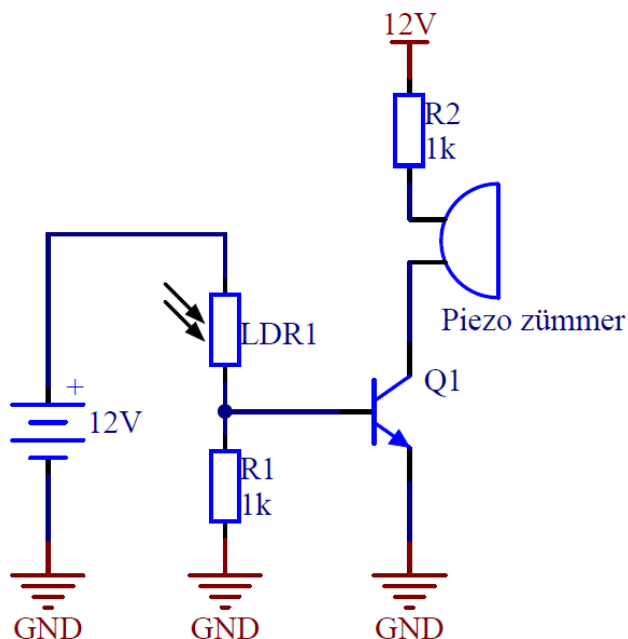 12V
R2
1k
Piezo zümmer
LDR1
Q1
+
12V
R1
1k
GND
GND
GND